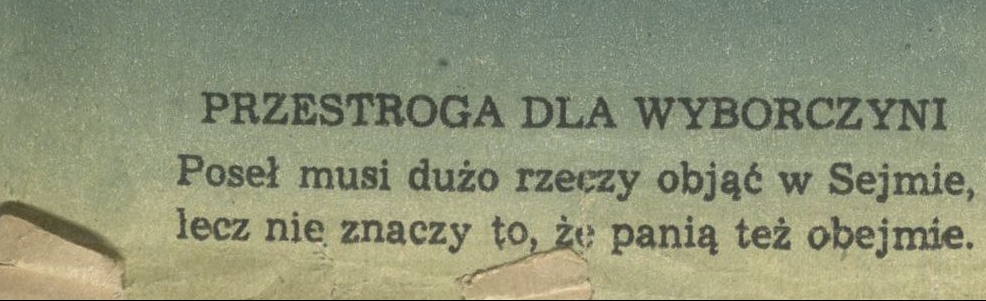 PRZESTROGA DLA WYBORCZYNI
Poseł musi dużo rzeczy objąć w Sejmie,
lecz nie znaczy to, że panią też obejmie.